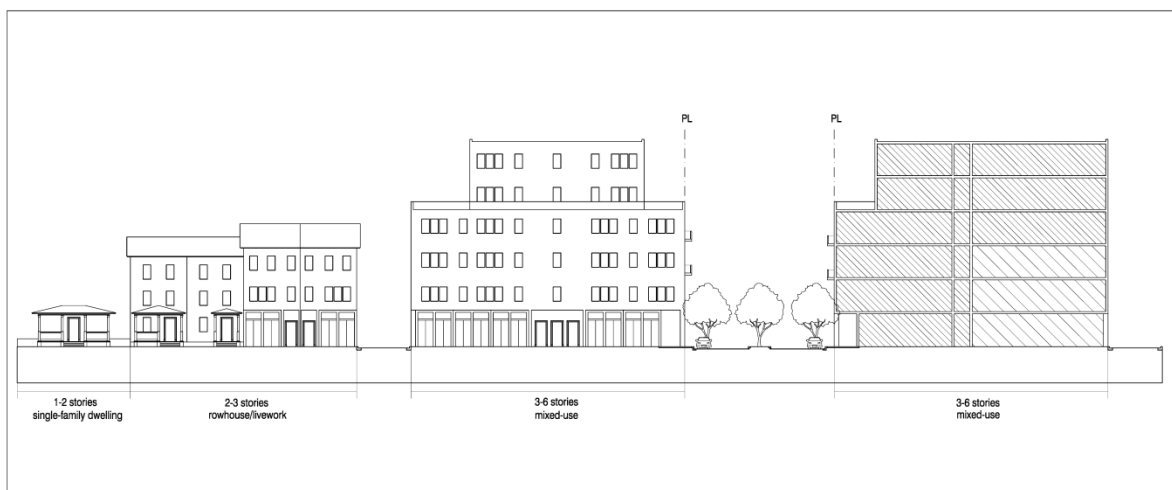 PL
PL
1-2 stories
single-family dwelling
2-3 stories
rowhouse/livework
3-6 stories
mixed-use
3-6 stories
mixed-use